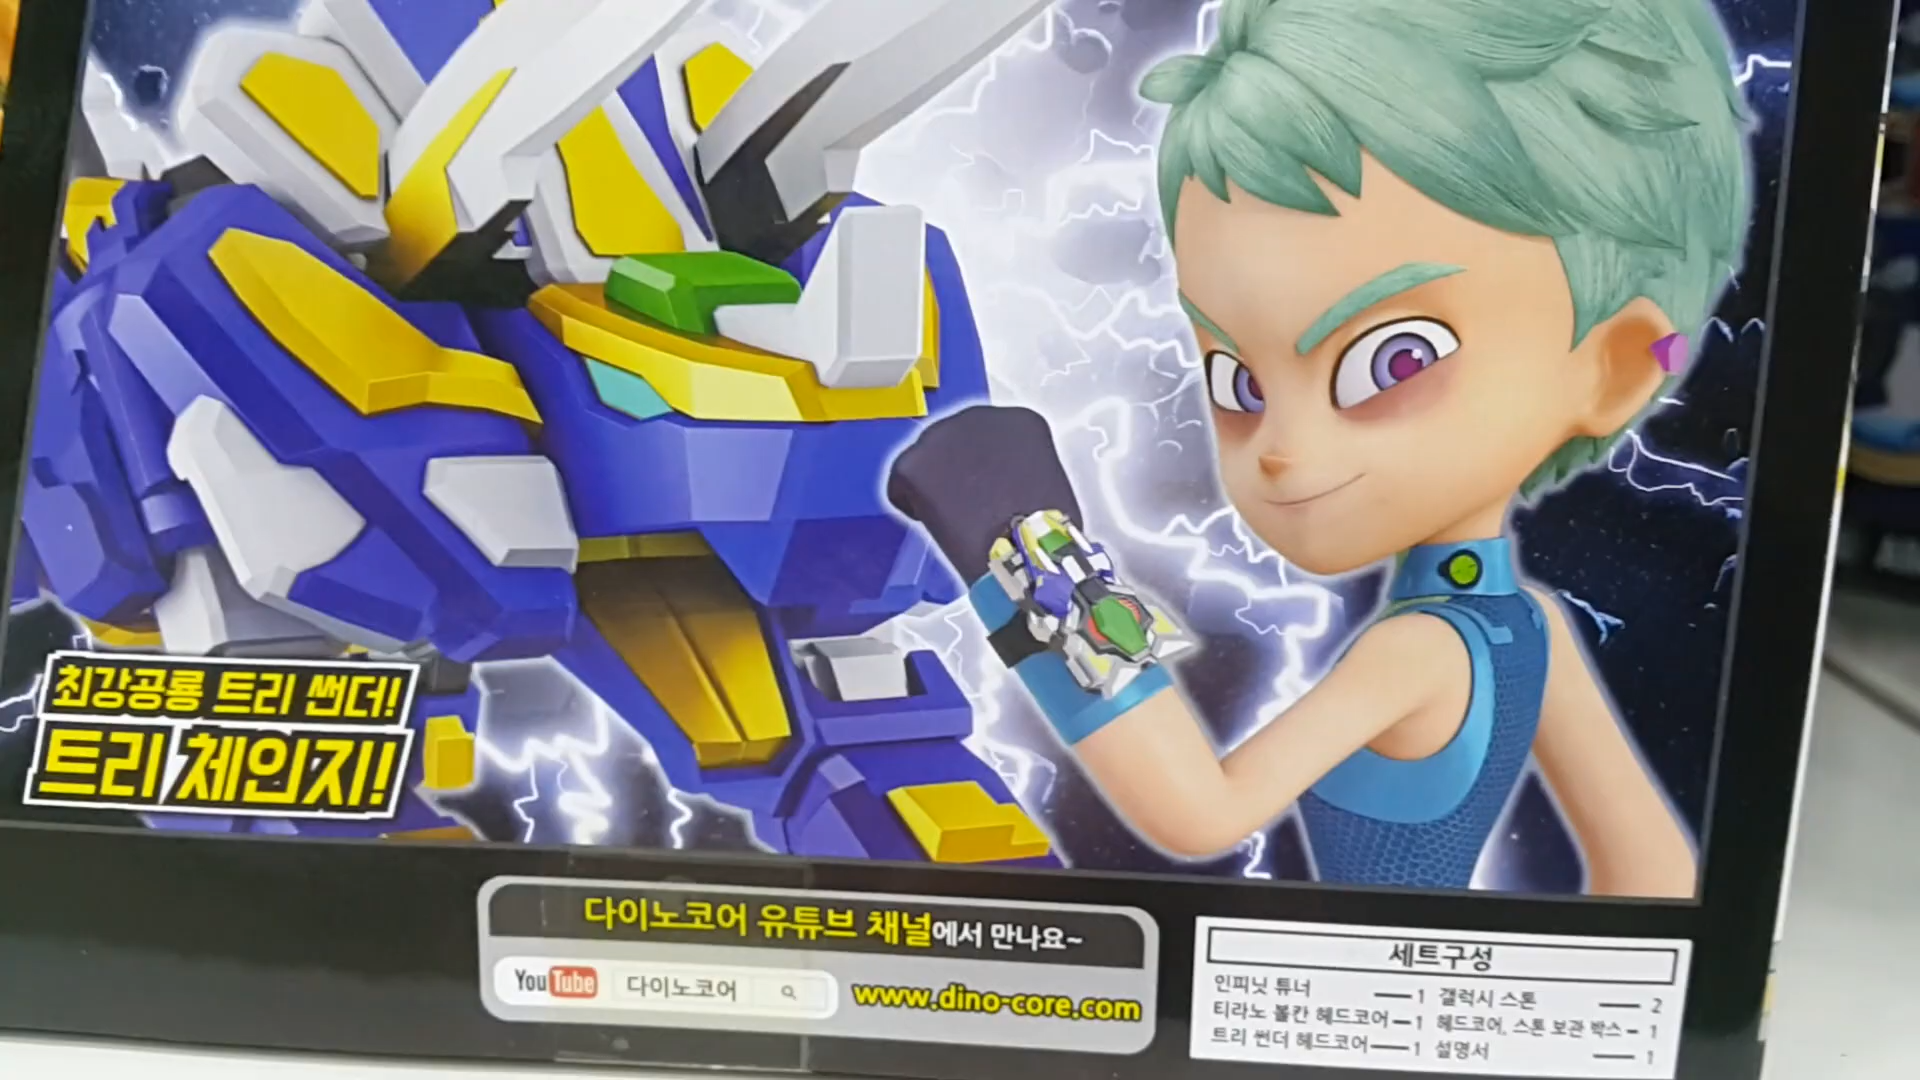 최강공룡 트리 썬더!
트리 체인지!
다이노코어 유튜브 채널에서 만나요~
YouTube 다이노코어
www.dino-core.com
세트구성
인피닛 튜너 1 갤럭시 스톤 2
티라노 볼칸 헤드코어 1 헤드코어, 스톤 보관 박스 1
트리 썬더 헤드코어 1 설명서 1